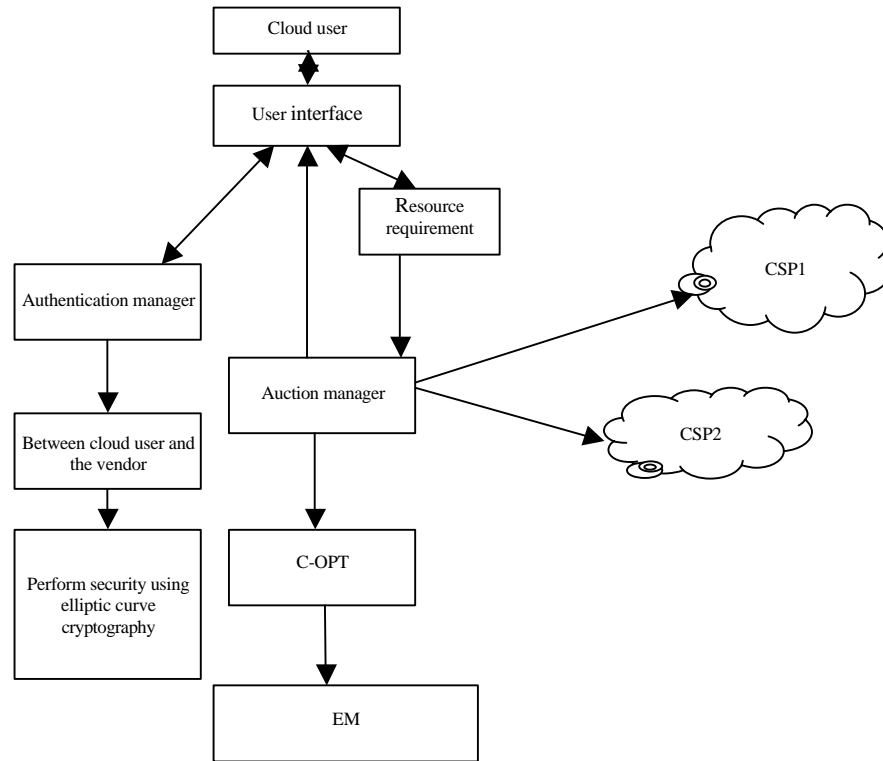 Cloud user
User interface
Resource
requirement
CSP1
Authentication manager
Auction manager
CSP2
Between cloud user and
the vendor
C-OPT
Perform security using
elliptic curve
cryptography
EM